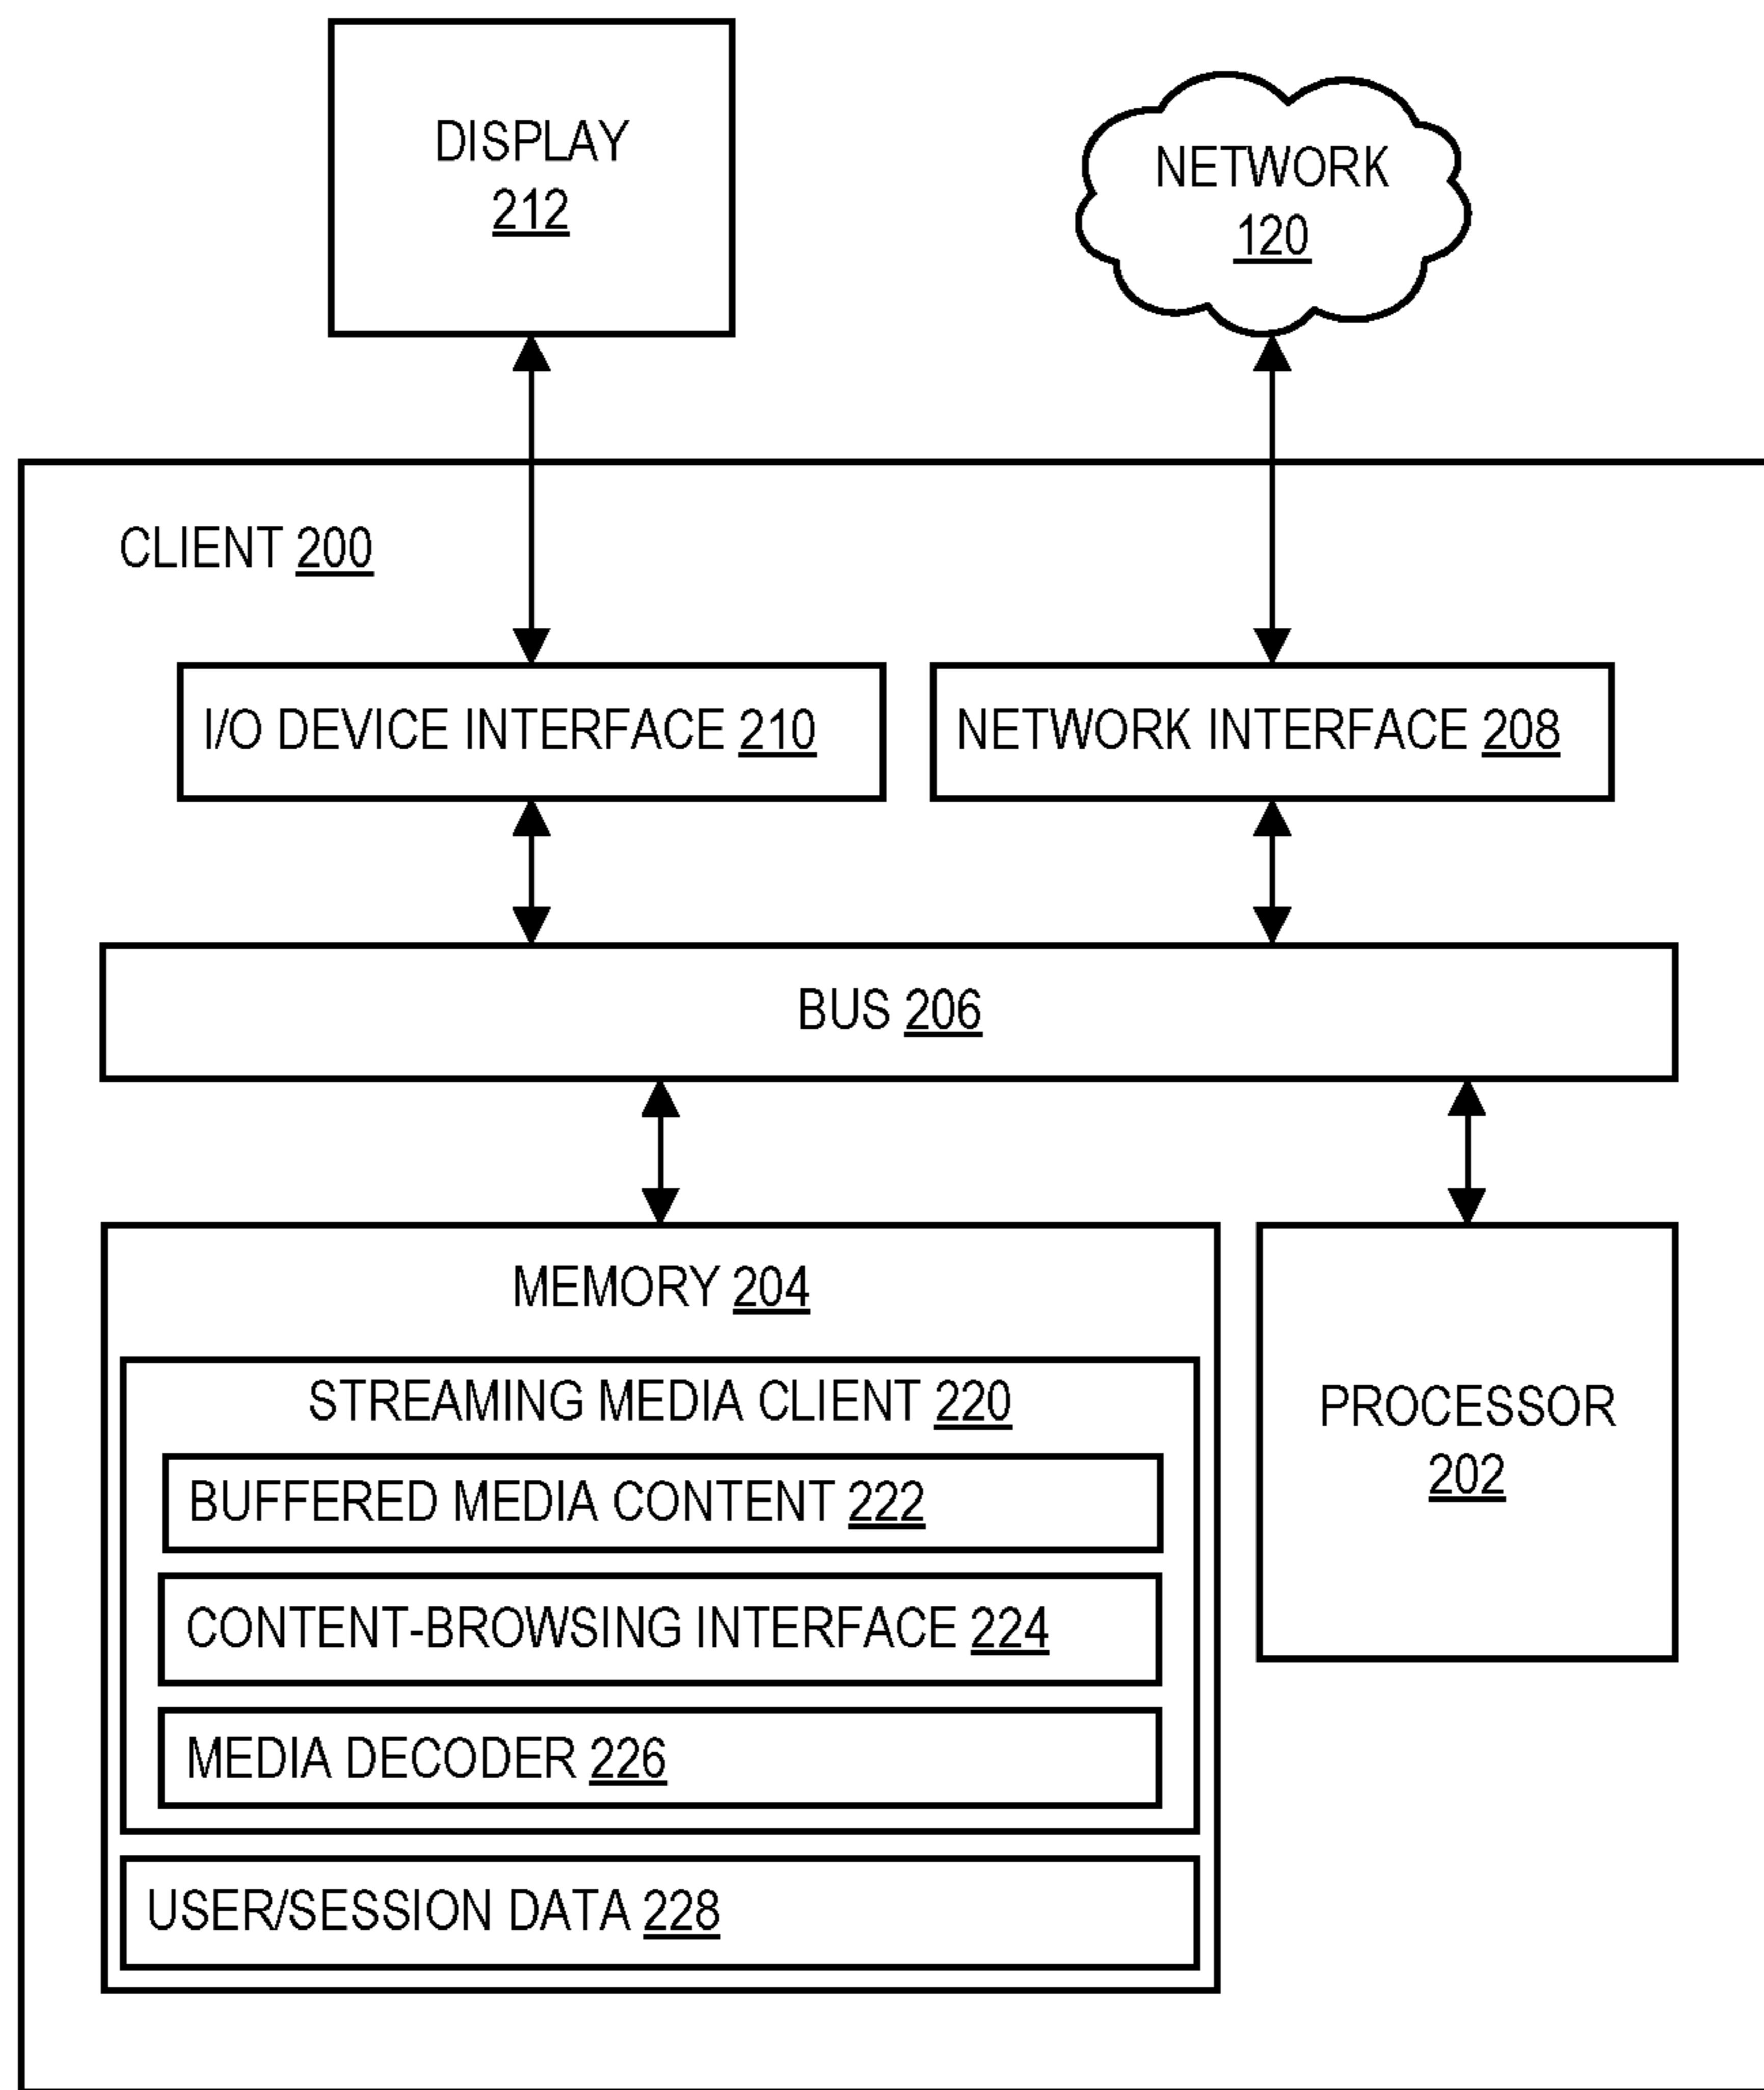 DISPLAY
212
NETWORK
120
CLIENT 200
I/O DEVICE INTERFACE 210
NETWORK INTERFACE 208
BUS 206
MEMORY 204
STREAMING MEDIA CLIENT 220
BUFFERED MEDIA CONTENT 222
CONTENT-BROWSING INTERFACE 224
MEDIA DECODER 226
USER/SESSION DATA 228
PROCESSOR
202